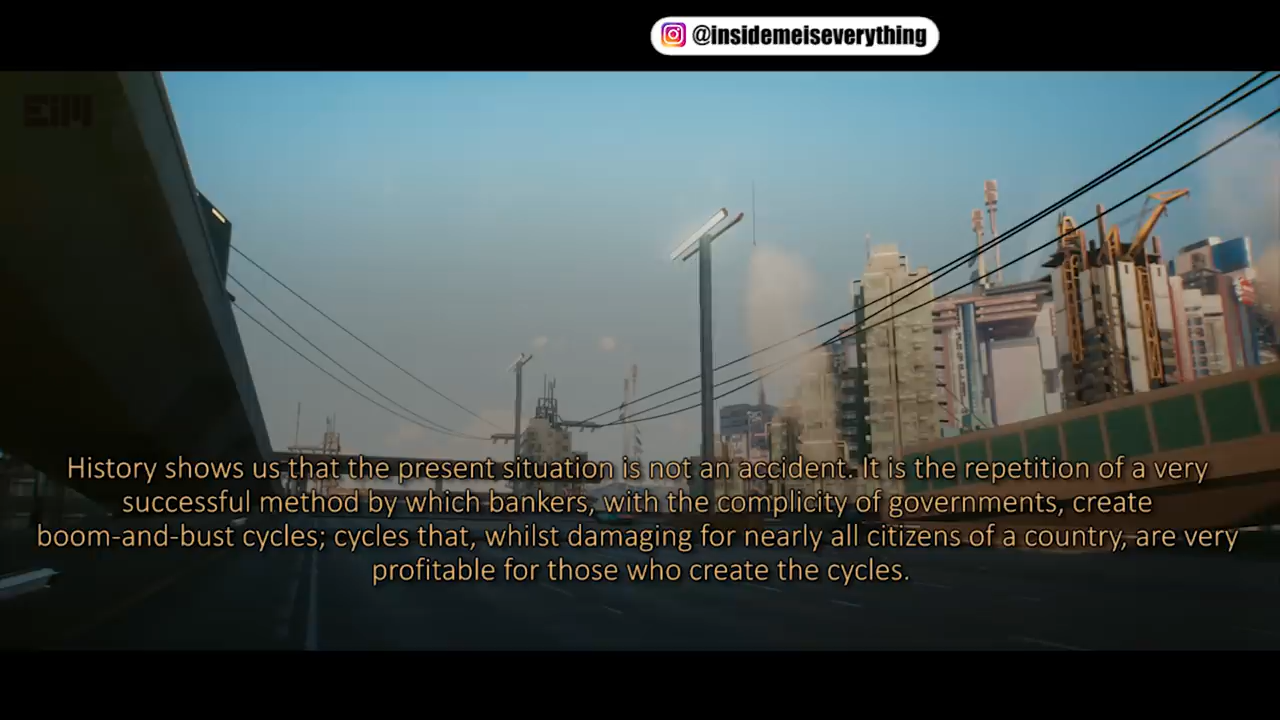 @insidemeiseverything
EIM
History shows us that the present situation is not an accident. It is the repetition of a very
successful method by which bankers, with the complicity of governments, create
boom-and-bust cycles; cycles that, whilst damaging for nearly all citizens of a country, are very
profitable for those who create the cycles.